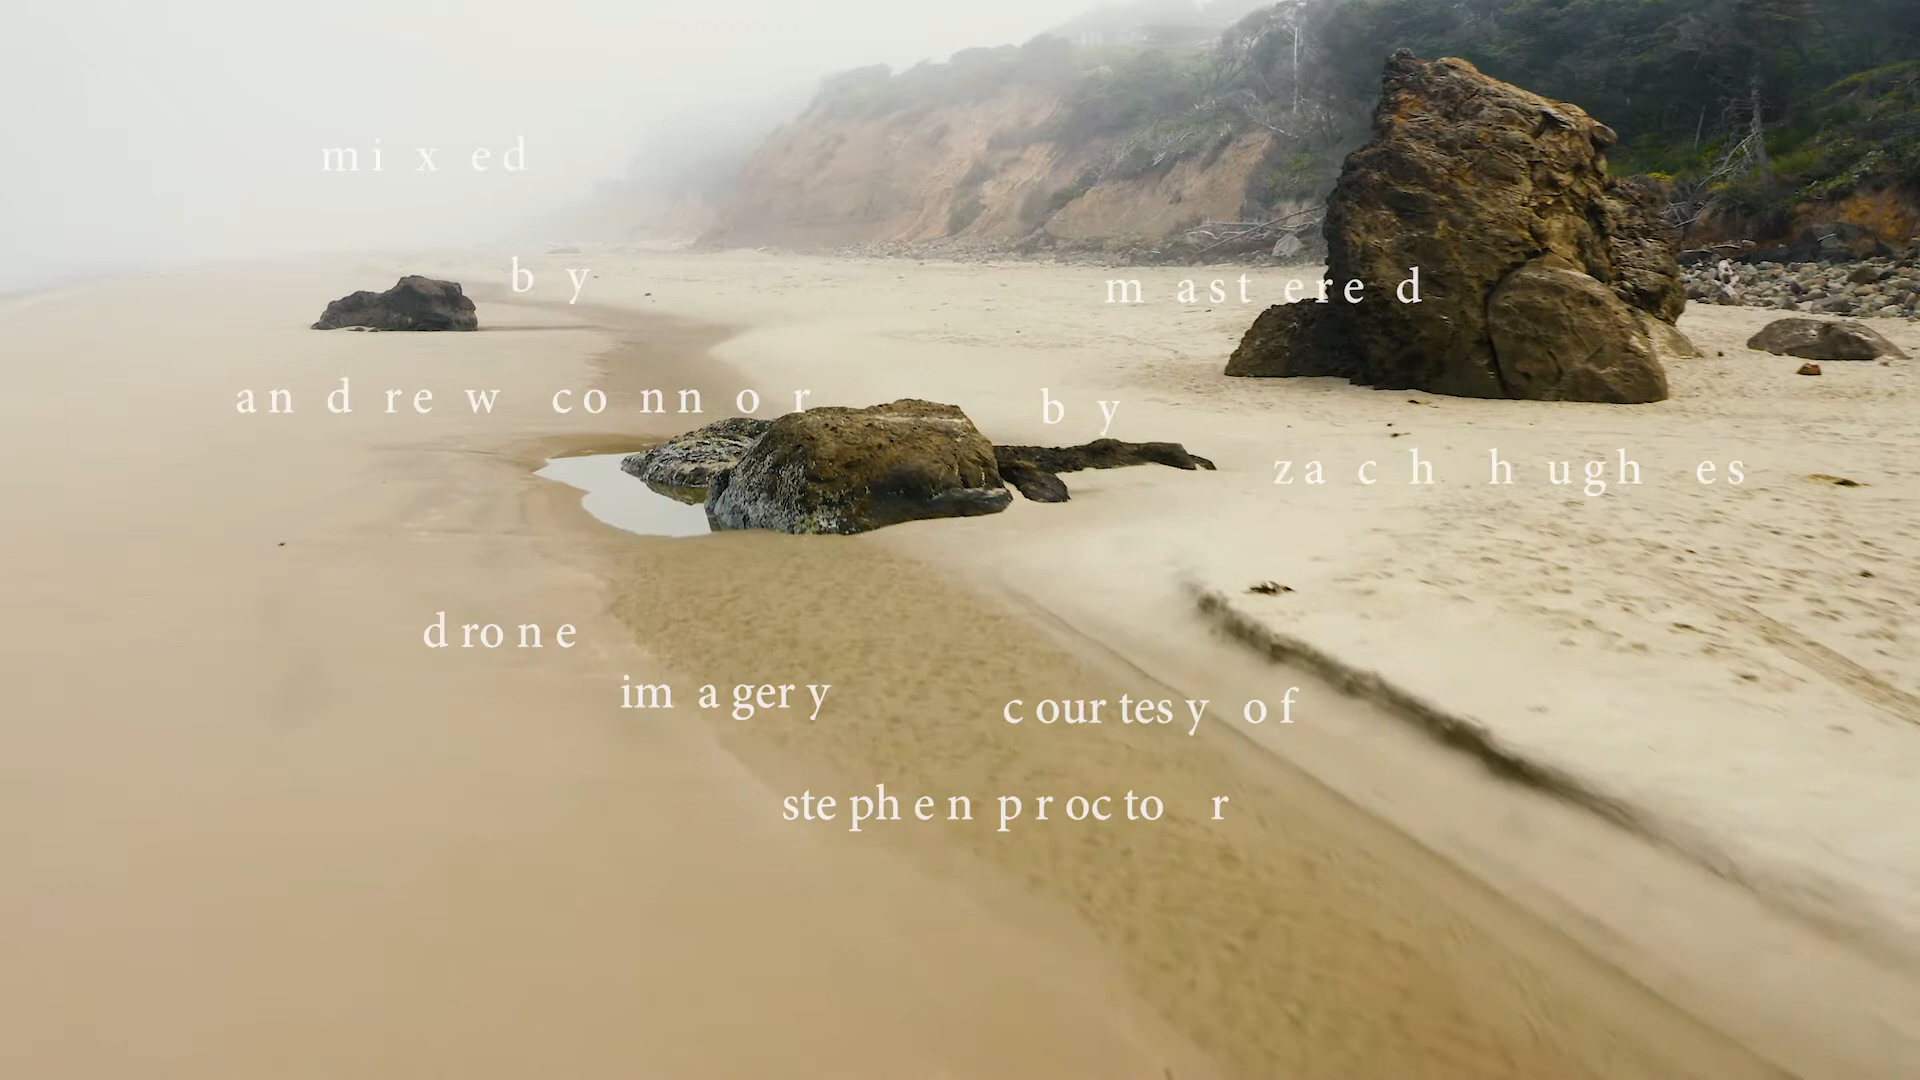 mixed
by
andrew connor
mastered
by
zach hughes
drone
imagery
courtesy of
stephen proctor